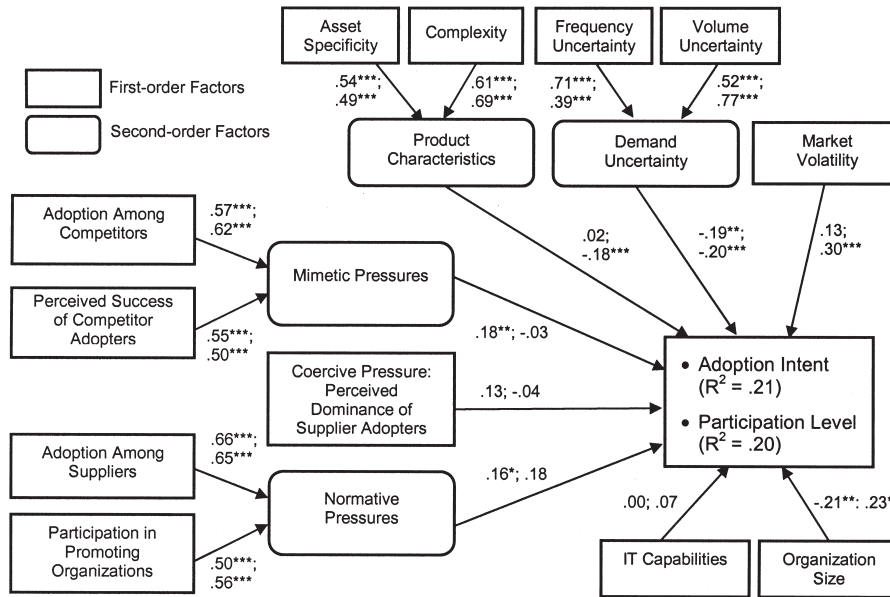 Asset
Specificity
Complexity
Frequency
Uncertainty
Volume
Uncertainty
First-order Factors
Second-order Factors
.54***;
.49***
.61***;
.69***
.71***;
.39***
.52***;
.77***
Product
Characteristics
Demand
Uncertainty
Market
Volatility
Adoption Among
Competitors
.57***;
.62***
Mimetic Pressures
Perceived Success
of Competitor
Adopters
.55***;
.50***
.02;
-.18***
-.19**;
-.20***
.13;
.30***
.18**; -.03
Coercive Pressure:
Perceived
Dominance of
Supplier Adopters
.13; -.04
• Adoption Intent
(R² = .21)
• Participation Level
(R² = .20)
Adoption Among
Suppliers
.66***;
.65***
Normative
Pressures
.16*; .18
Participation in
Promoting
Organizations
.50***;
.56***
.00; .07
-.21**: .23*
IT Capabilities
Organization
Size